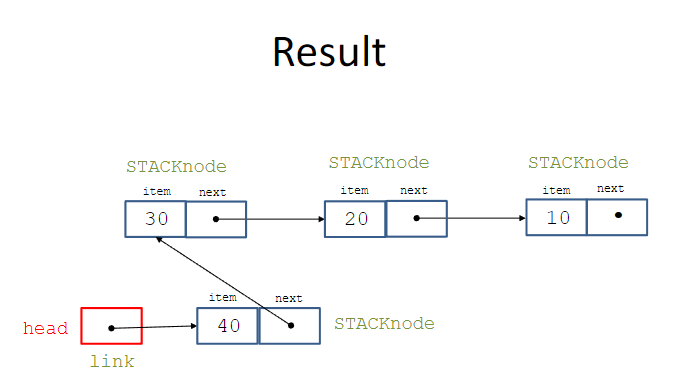 Result
STACKnode STACKnode STACKnode
item next item next item next
30 20 10
item next
head 40 STACKnode
link